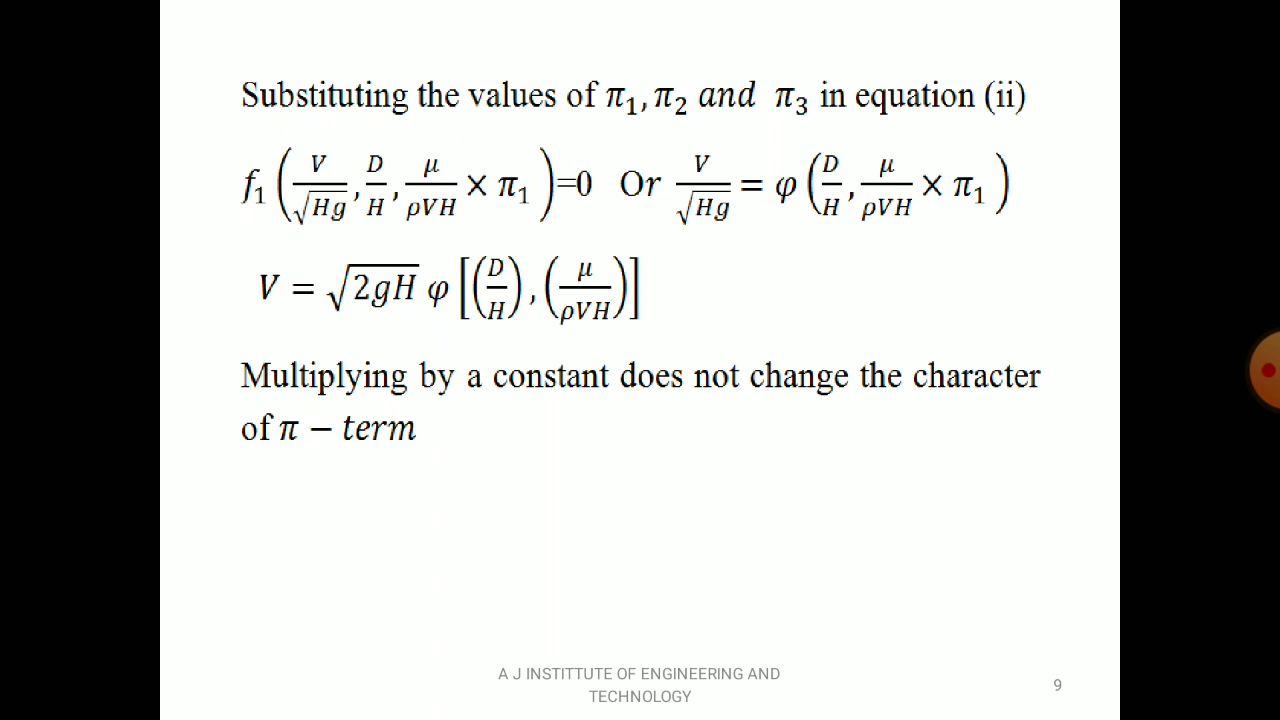 Substituting the values of π₁, π₂ and π₃ in equation (ii)
f₁(V/√Hg, D/H, μ/ρVH × π₁)=0 Or V/√Hg = φ(D/H, μ/ρVH × π₁)
V = √2gH φ[(D/H), (μ/ρVH)]
Multiplying by a constant does not change the character
of π − term
A J INSTITTUTE OF ENGINEERING AND
TECHNOLOGY
9